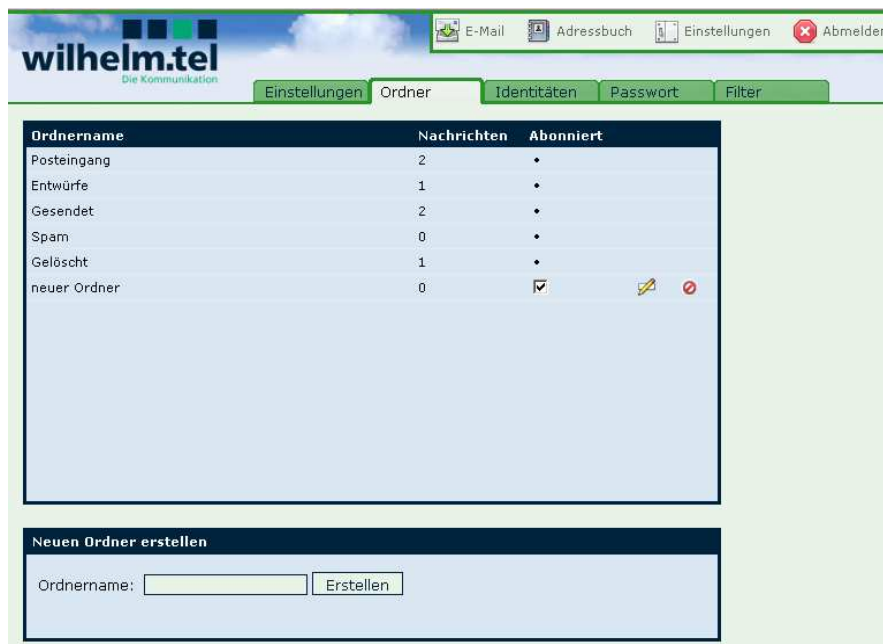 wilhelm.tel
Die Kommunikation
E-Mail Adressbuch Einstellungen Abmelden
Einstellungen Ordner Identitäten Passwort Filter
Ordnername Nachrichten Abonniert
Posteingang 2 •
Entwürfe 1 •
Gesendet 2 •
Spam 0 •
Gelöscht 1 •
neuer Ordner 0
Neuen Ordner erstellen
Ordnername: Erstellen